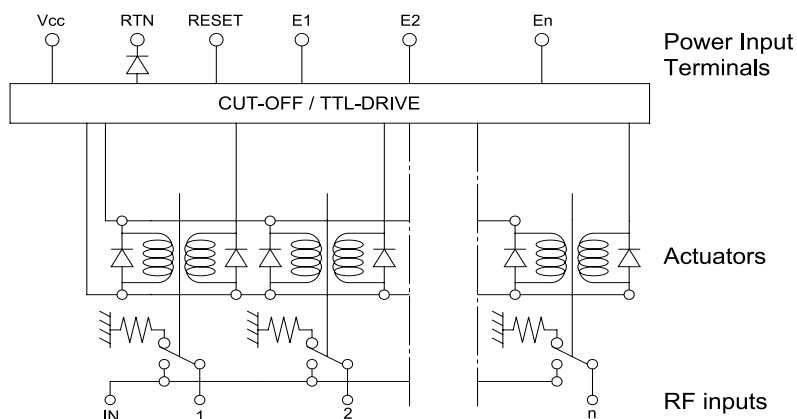 Vcc RTN RESET E1 E2 En
Power Input
Terminals
CUT-OFF / TTL-DRIVE
Actuators
IN 1 2 n
RF inputs